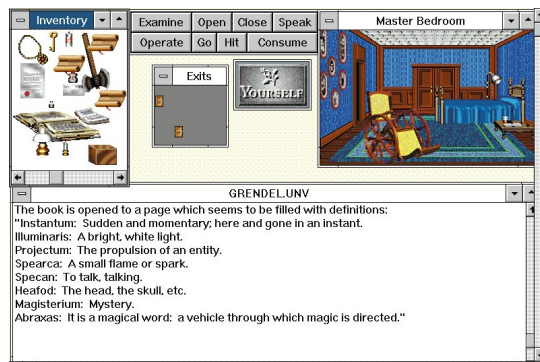 Inventory
Examine Open Close Speak
Operate Go Hit Consume
Master Bedroom
Exits
YOURSELF
GRENDEL.UNV
The book is opened to a page which seems to be filled with definitions:
"Instantum: Sudden and momentary; here and gone in an instant.
Illuminaris: A bright, white light.
Projectum: The propulsion of an entity.
Spearca: A small flame or spark.
Specan: To talk, talking.
Heafod: The head, the skull, etc.
Magisterium: Mystery.
Abraxas: It is a magical word: a vehicle through which magic is directed."